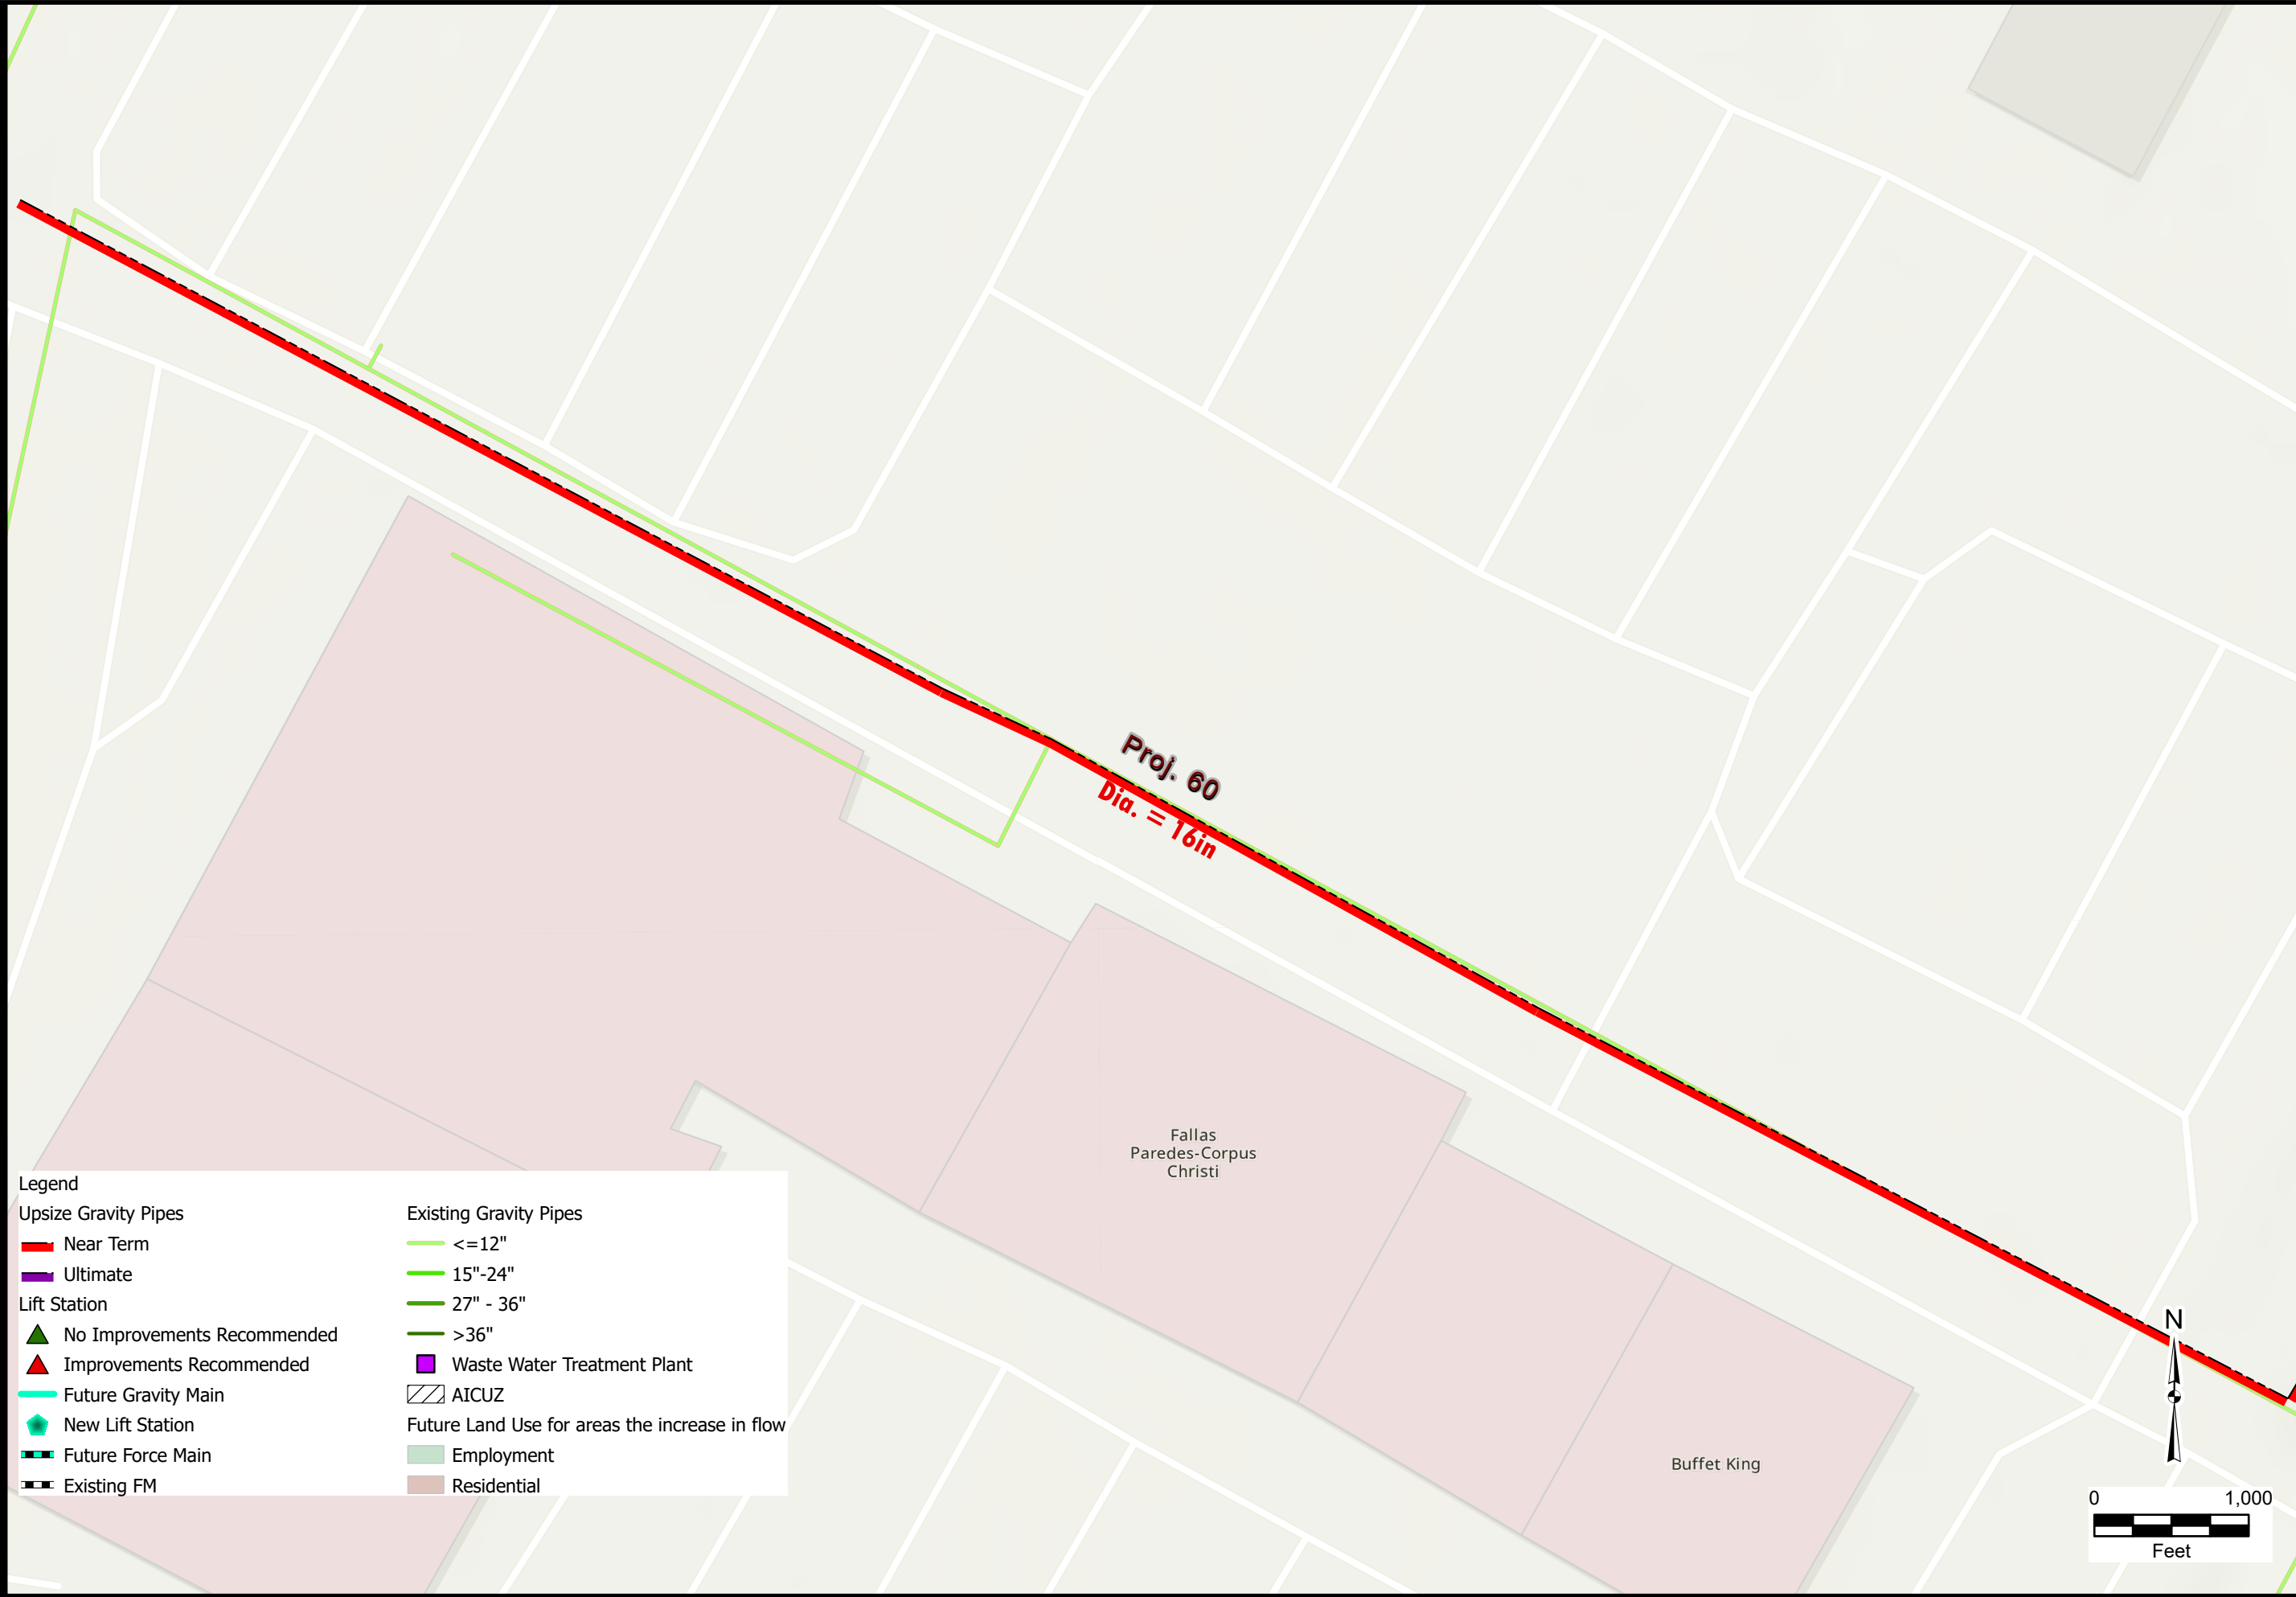 Proj. 60
Dia. = 16in
Fallas
Paredes-Corpus
Christi
Buffet King
Legend
Upsize Gravity Pipes
Near Term
Ultimate
Lift Station
No Improvements Recommended
Improvements Recommended
Future Gravity Main
New Lift Station
Future Force Main
Existing FM
Existing Gravity Pipes
<=12"
15"-24"
27" - 36"
>36"
Waste Water Treatment Plant
AICUZ
Future Land Use for areas the increase in flow
Employment
Residential
N
0 1,000
Feet